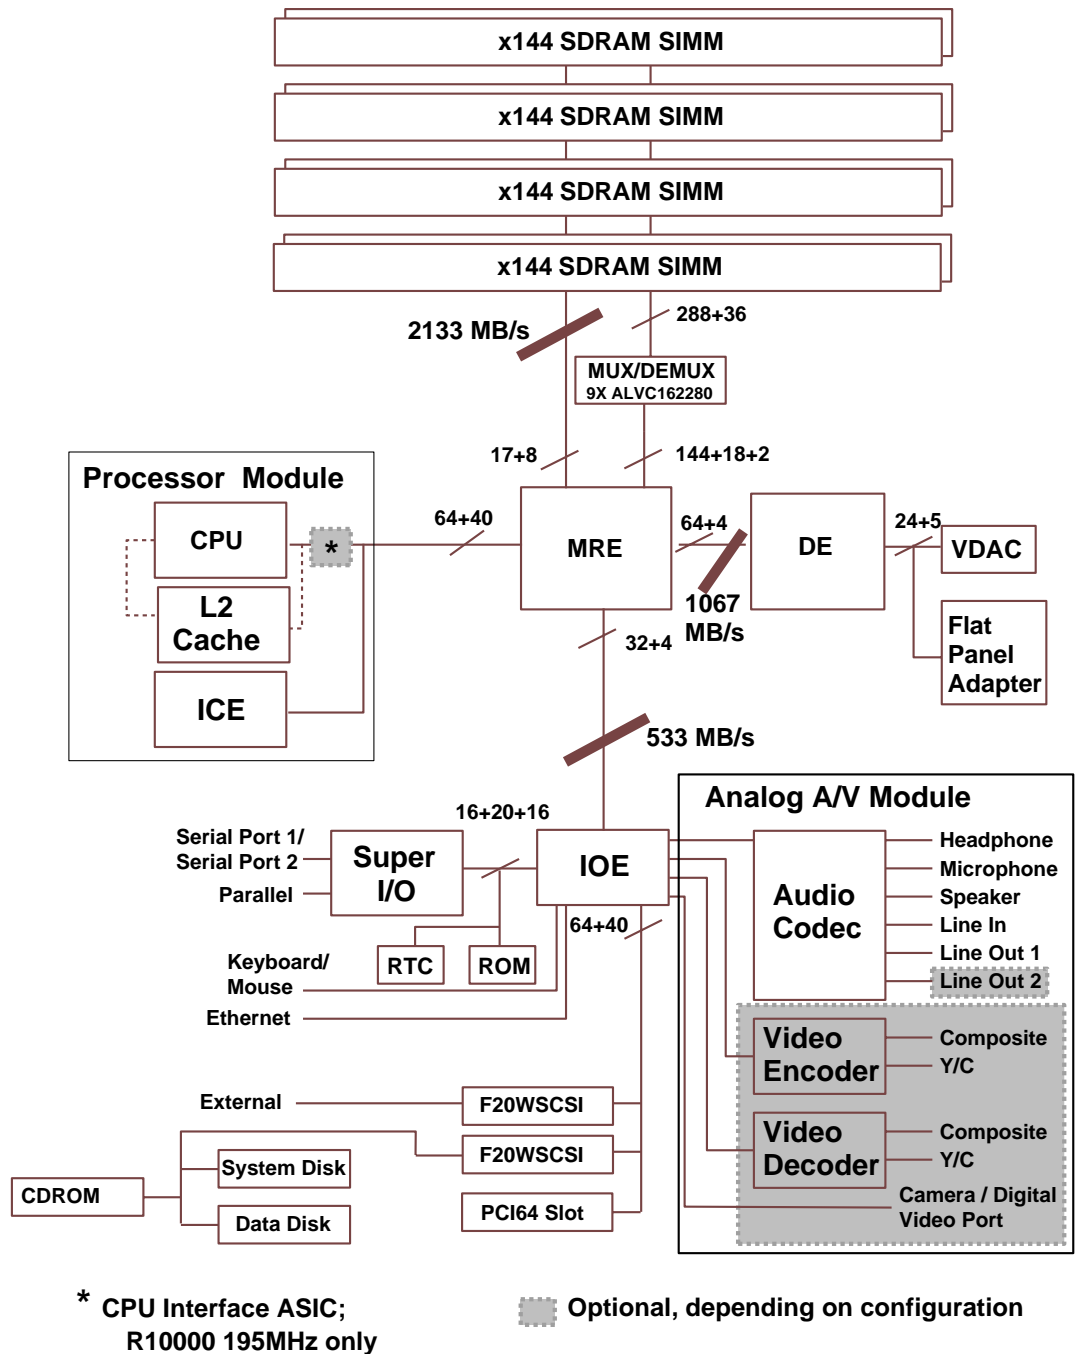 x144 SDRAM SIMM
x144 SDRAM SIMM
x144 SDRAM SIMM
x144 SDRAM SIMM
2133 MB/s
288+36
MUX/DEMUX
9X ALVC162280
17+8
144+18+2
Processor Module
CPU
*
L2
Cache
ICE
64+40
MRE
64+4
1067
MB/s
DE
24+5
VDAC
Flat
Panel
Adapter
32+4
533 MB/s
Analog A/V Module
16+20+16
Serial Port 1/
Serial Port 2
Parallel
Super
I/O
IOE
64+40
RTC
ROM
Keyboard/
Mouse
Ethernet
Audio
Codec
Headphone
Microphone
Speaker
Line In
Line Out 1
Line Out 2
Video
Encoder
Composite
Y/C
Video
Decoder
Composite
Y/C
Camera / Digital
Video Port
External
F20WSCSI
F20WSCSI
PCI64 Slot
CDROM
System Disk
Data Disk
* CPU Interface ASIC;
R10000 195MHz only
Optional, depending on configuration